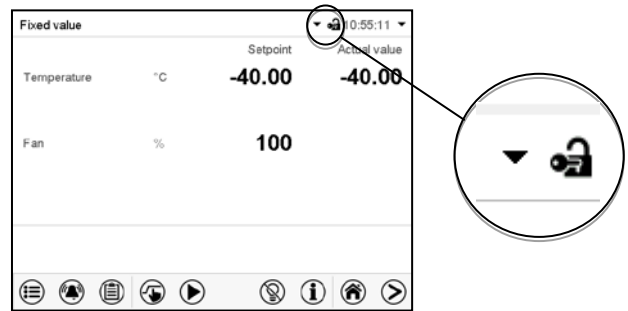 Fixed value 10:55:11
Setpoint Actual value
Temperature °C -40.00 -40.00
Fan % 100